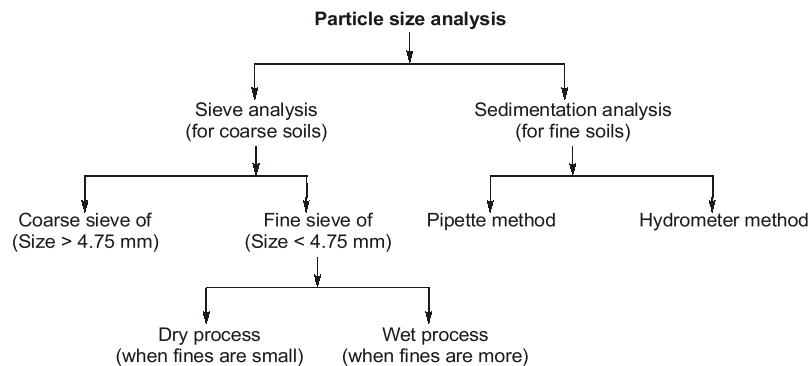 Particle size analysis
Sieve analysis
(for coarse soils)
Sedimentation analysis
(for fine soils)
Coarse sieve of
(Size > 4.75 mm)
Fine sieve of
(Size < 4.75 mm)
Pipette method
Hydrometer method
Dry process
(when fines are small)
Wet process
(when fines are more)